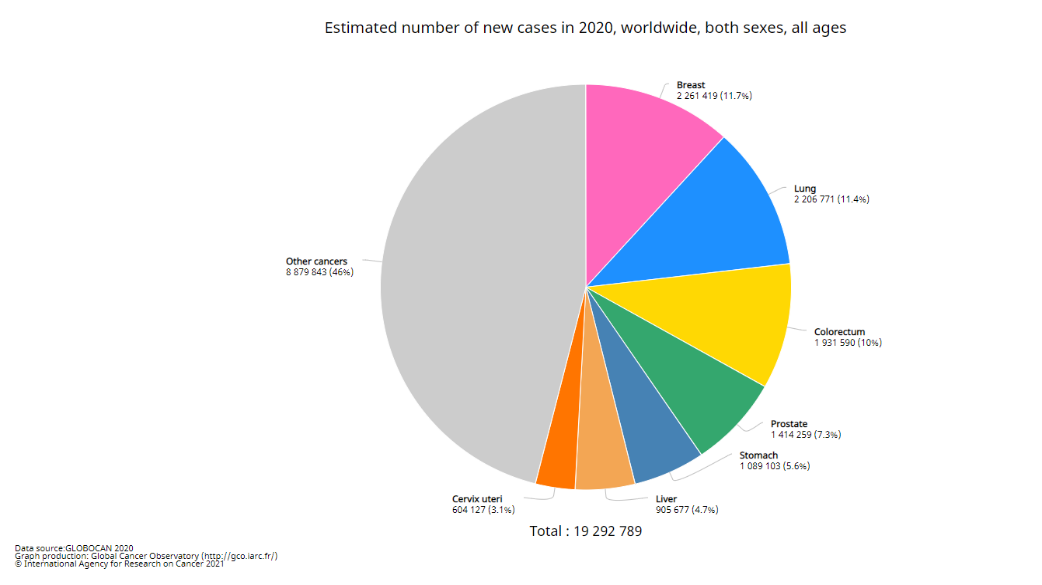 Estimated number of new cases in 2020, worldwide, both sexes, all ages
Breast
2 261 419 (11.7%)
Lung
2 206 771 (11.4%)
Other cancers
8 879 843 (46%)
Colorectum
1 931 590 (10%)
Prostate
1 414 259 (7.3%)
Stomach
1 089 103 (5.6%)
Cervix uteri
604 127 (3.1%)
Liver
905 677 (4.7%)
Total : 19 292 789
Data source:GLOBOCAN 2020
Graph production: Global Cancer Observatory (http://gco.iarc.fr/)
© International Agency for Research on Cancer 2021